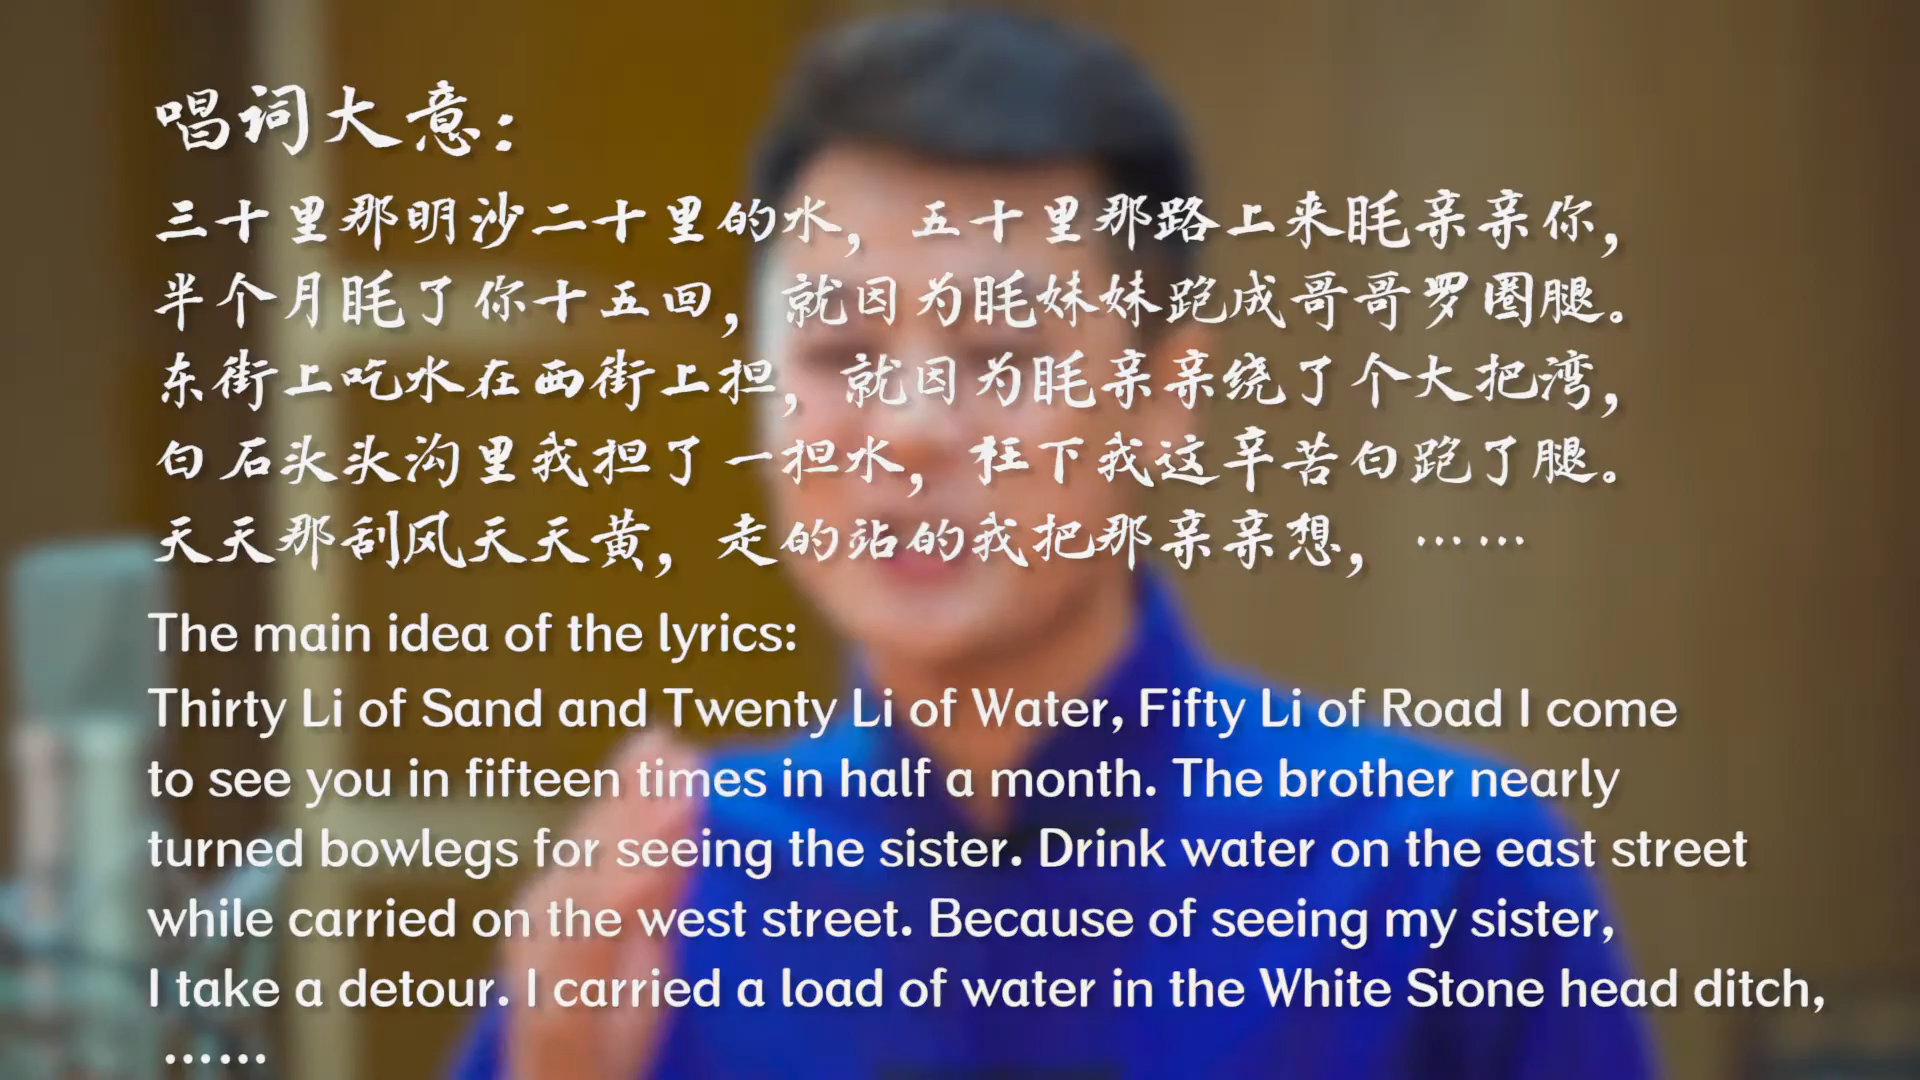 唱词大意：
三十里那明沙二十里的水，五十里那路上来眊亲亲你，
半个月眊了你十五回，就因为眊妹妹跑成哥哥罗圈腿。
东街上吃水在西街上担，就因为眊亲亲绕了个大把湾，
白石头头沟里我担了一担水，枉下我这辛苦白跑了腿。
天天那刮风天天黄，走的站的我把那亲亲想，……
The main idea of the lyrics:
Thirty Li of Sand and Twenty Li of Water, Fifty Li of Road I come
to see you in fifteen times in half a month. The brother nearly
turned bowlegs for seeing the sister. Drink water on the east street
while carried on the west street. Because of seeing my sister,
I take a detour. I carried a load of water in the White Stone head ditch,
……